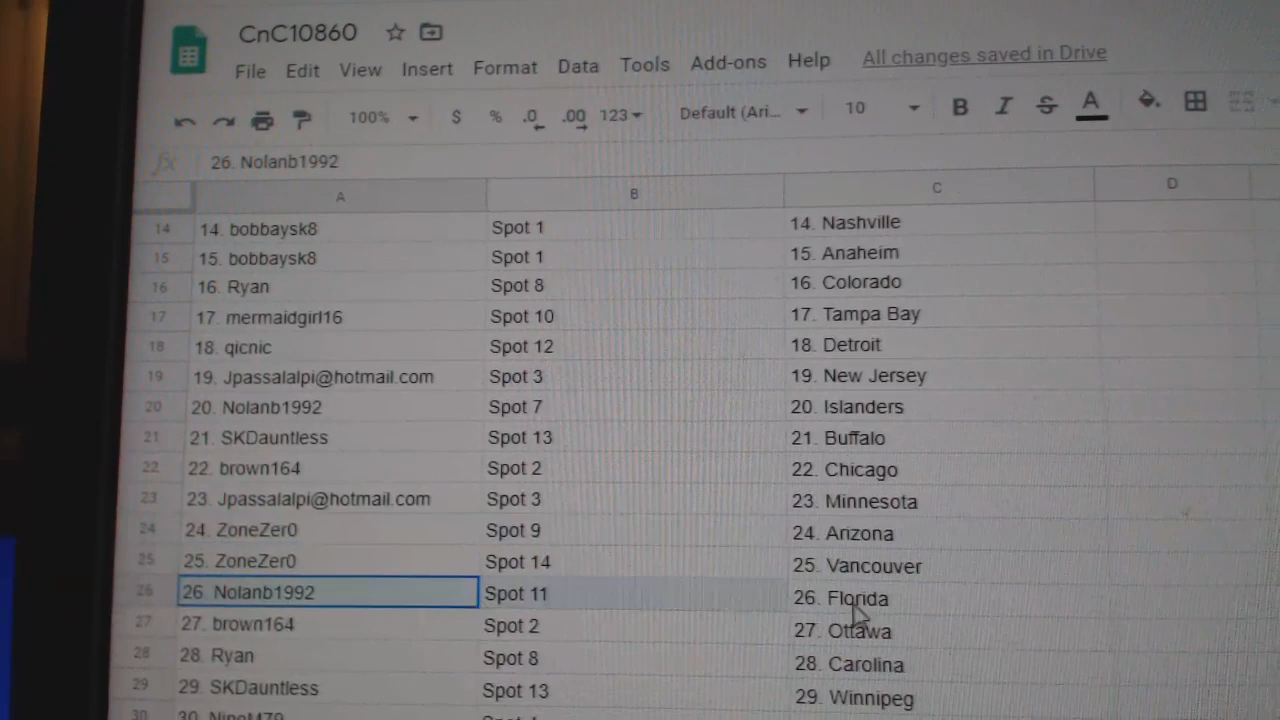 CnC10860
File Edit View Insert Format Data Tools Add-ons Help All changes saved in Drive
100% $ % .0 .00 123 Default (Ari... 10 B I S A
fx 26. Nolanb1992
A B C D
14 14. bobbaysk8 Spot 1 14. Nashville
15 15. bobbaysk8 Spot 1 15. Anaheim
16 16. Ryan Spot 8 16. Colorado
17 17. mermaidgirl16 Spot 10 17. Tampa Bay
18 18. qicnic Spot 12 18. Detroit
19 19. Jpassalalpi@hotmail.com Spot 3 19. New Jersey
20 20. Nolanb1992 Spot 7 20. Islanders
21 21. SKDauntless Spot 13 21. Buffalo
22 22. brown164 Spot 2 22. Chicago
23 23. Jpassalalpi@hotmail.com Spot 3 23. Minnesota
24 24. ZoneZer0 Spot 9 24. Arizona
25 25. ZoneZer0 Spot 14 25. Vancouver
26 26. Nolanb1992 Spot 11 26. Florida
27 27. brown164 Spot 2 27. Ottawa
28 28. Ryan Spot 8 28. Carolina
29 29. SKDauntless Spot 13 29. Winnipeg
30 30.